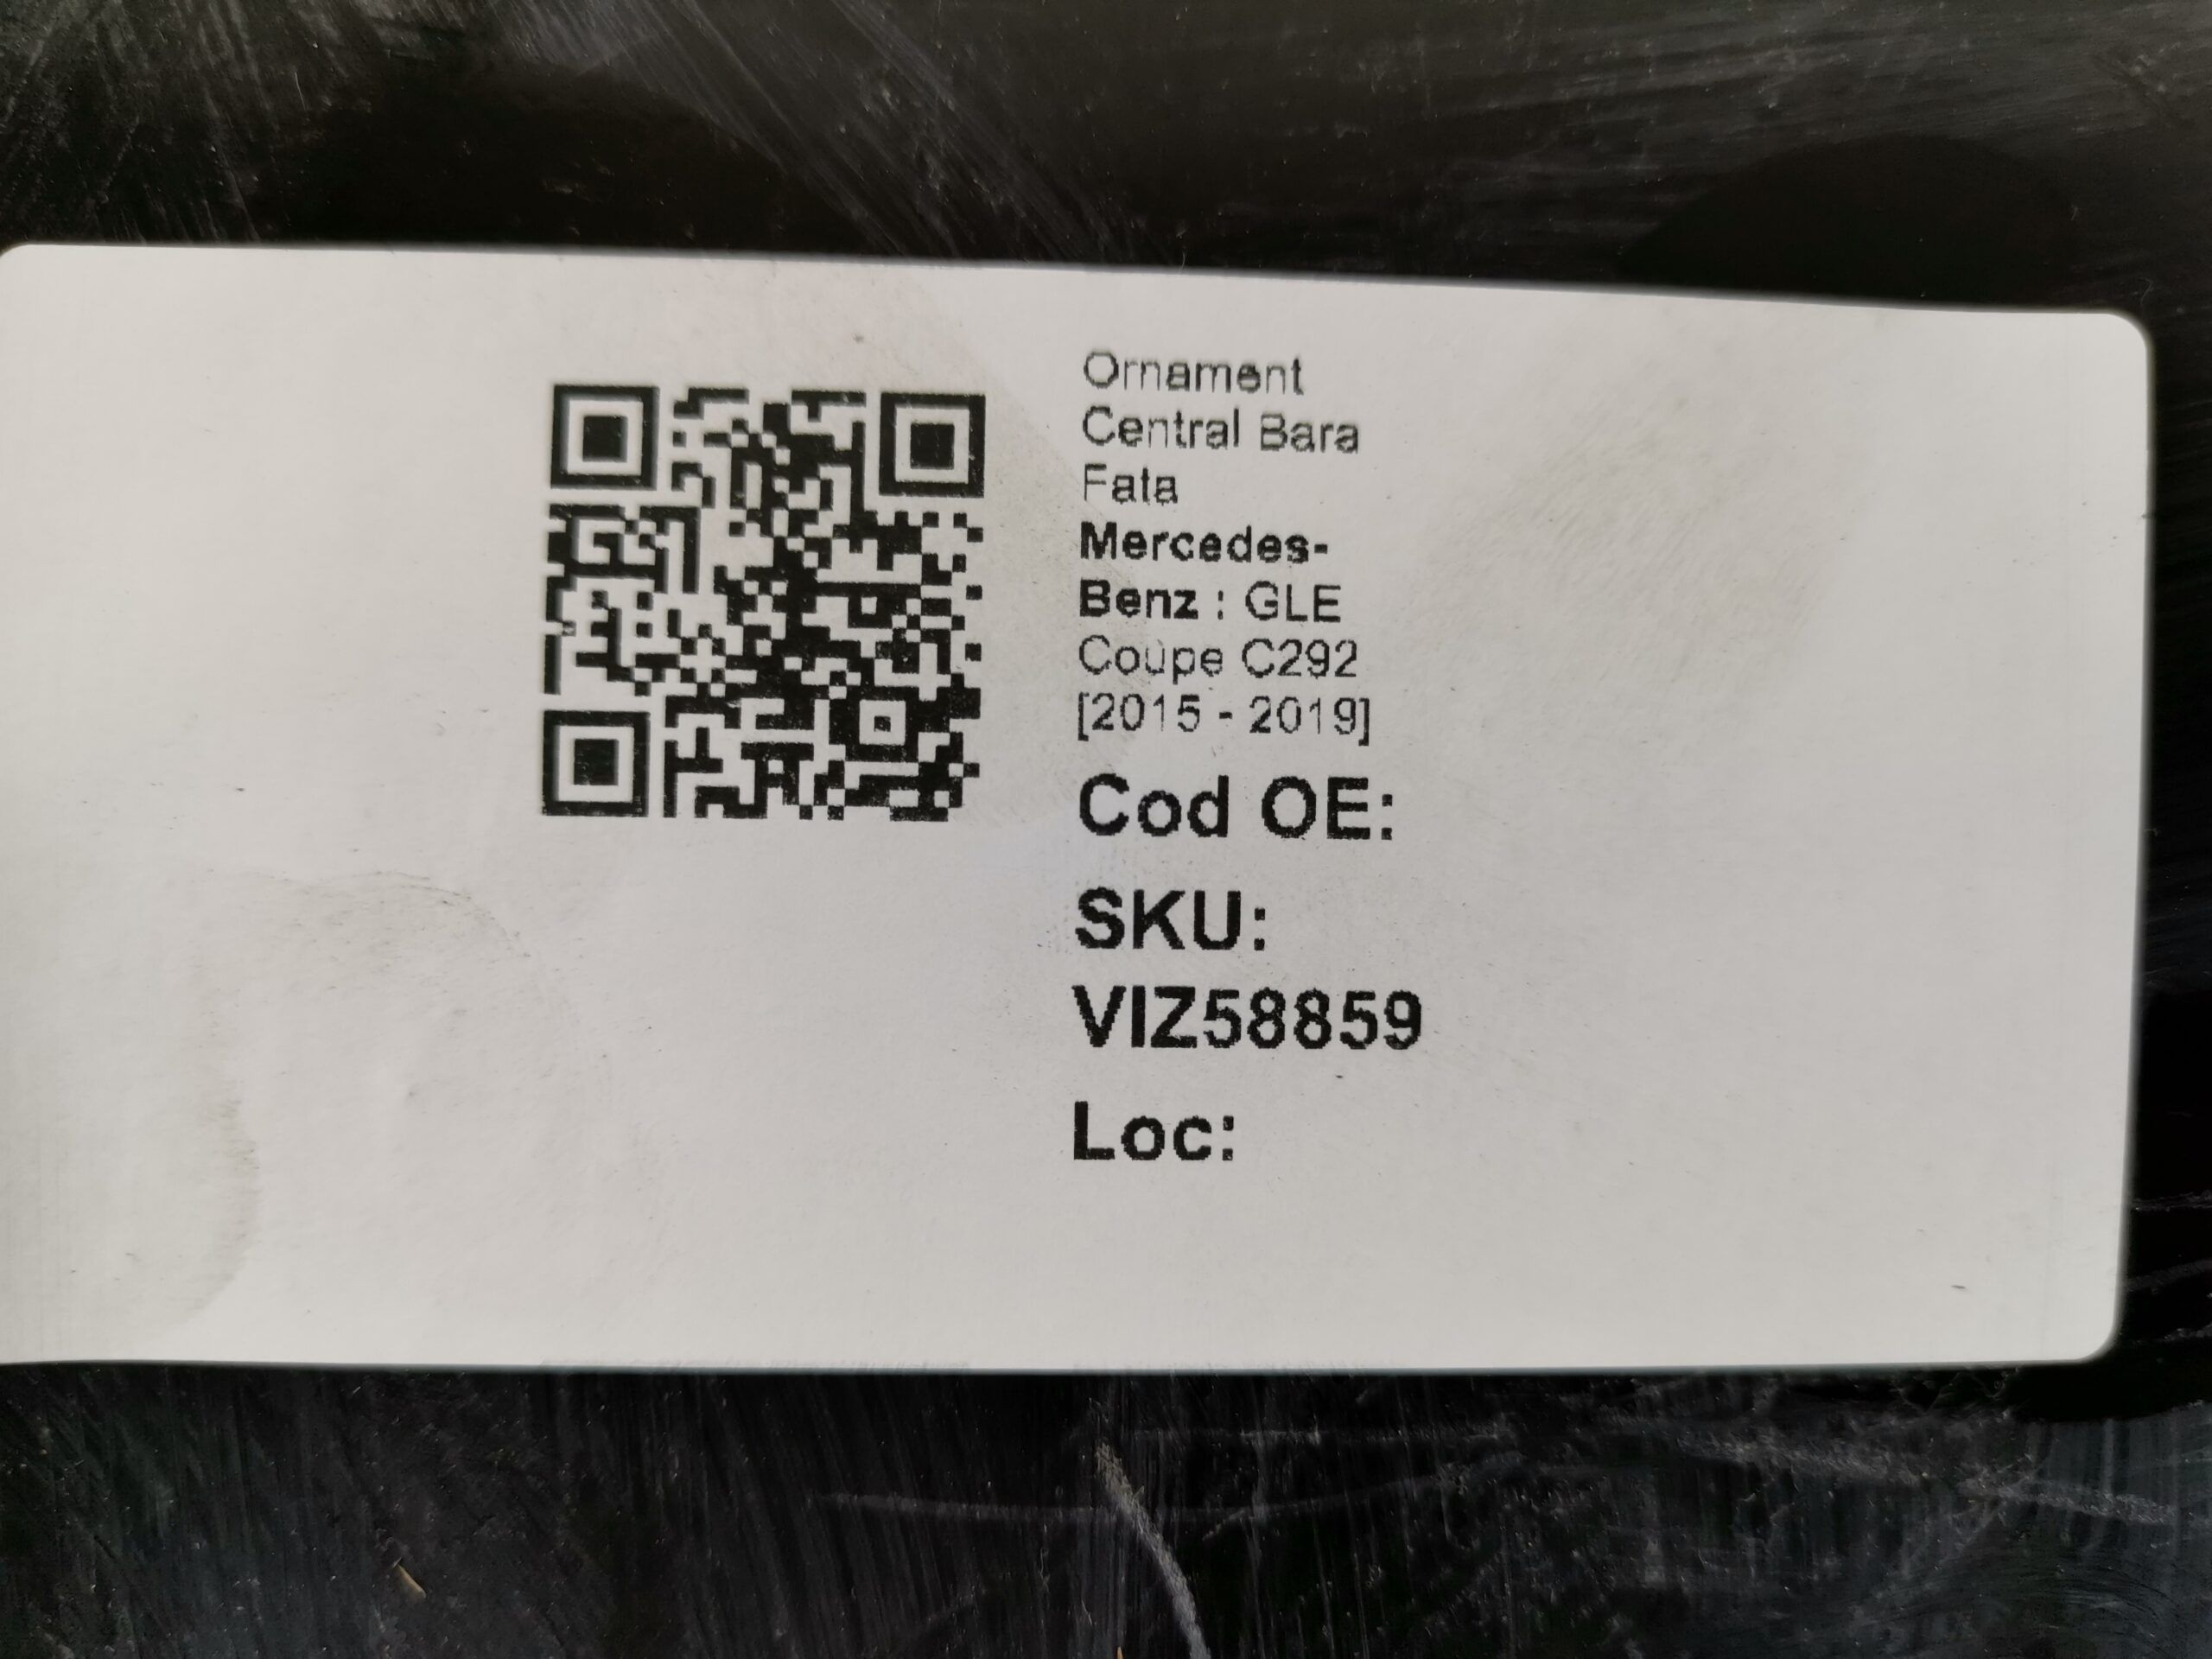 Ornament
Central Bara
Fata
Mercedes-
Benz : GLE
Coupe C292
[2015 - 2019]
Cod OE:
SKU:
VIZ58859
Loc: